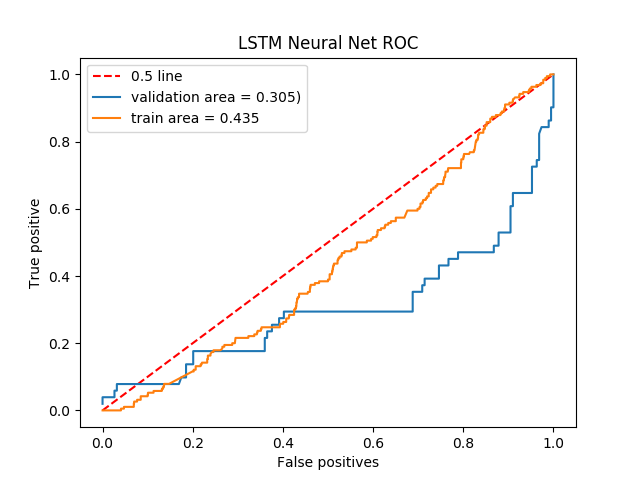 LSTM Neural Net ROC
0.5 line
validation area = 0.305)
train area = 0.435
1.0
0.8
0.6
0.4
0.2
0.0
True positive
0.0 0.2 0.4 0.6 0.8 1.0
False positives